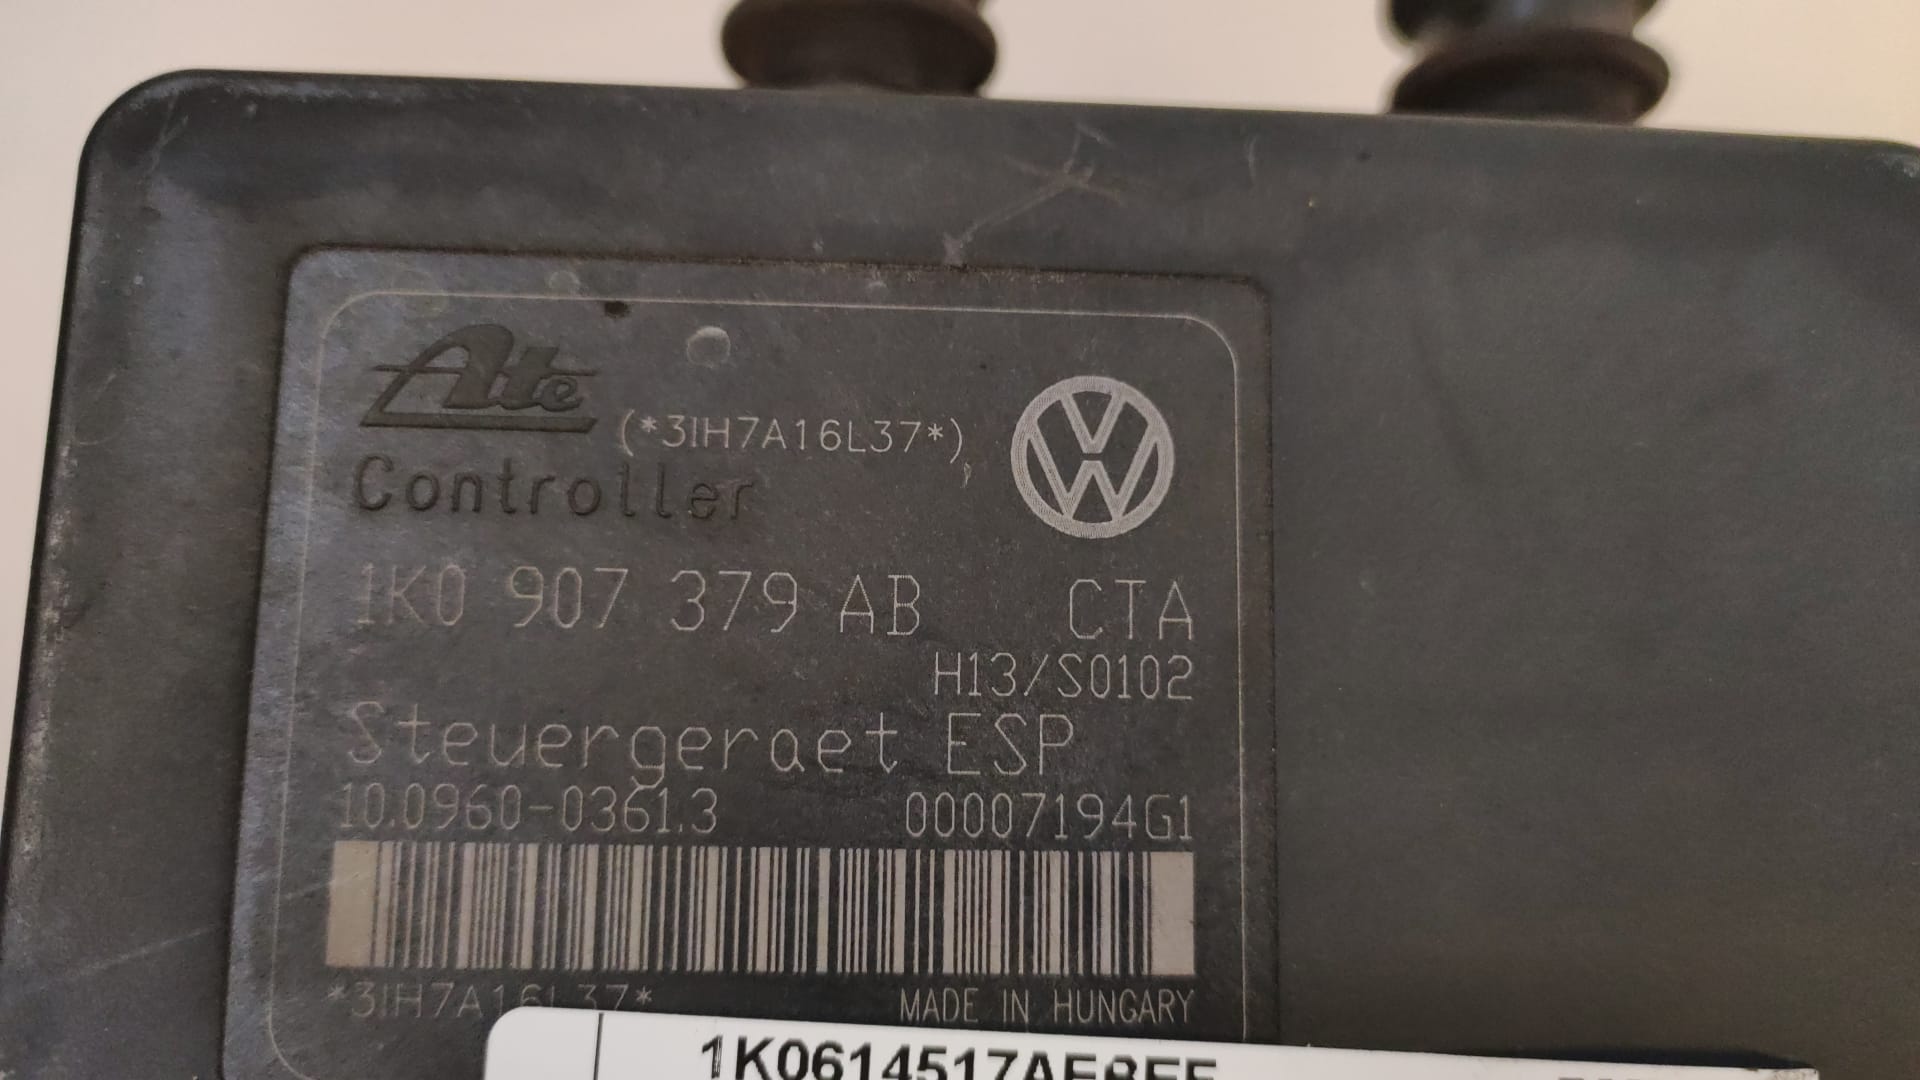 Ate (*3IH7A16L37*)
Controller
1K0 907 379 AB CTA
H13/S0102
Steuergeraet ESP
10.0960-0361.3 00007194G1
*3IH7A16L37*
MADE IN HUNGARY